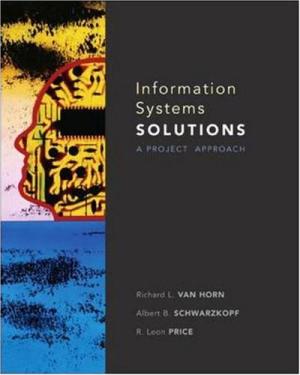 Information
Systems
SOLUTIONS
A PROJECT APPROACH
Richard L. VAN HORN
Albert B. SCHWARZKOPF
R. Leon PRICE